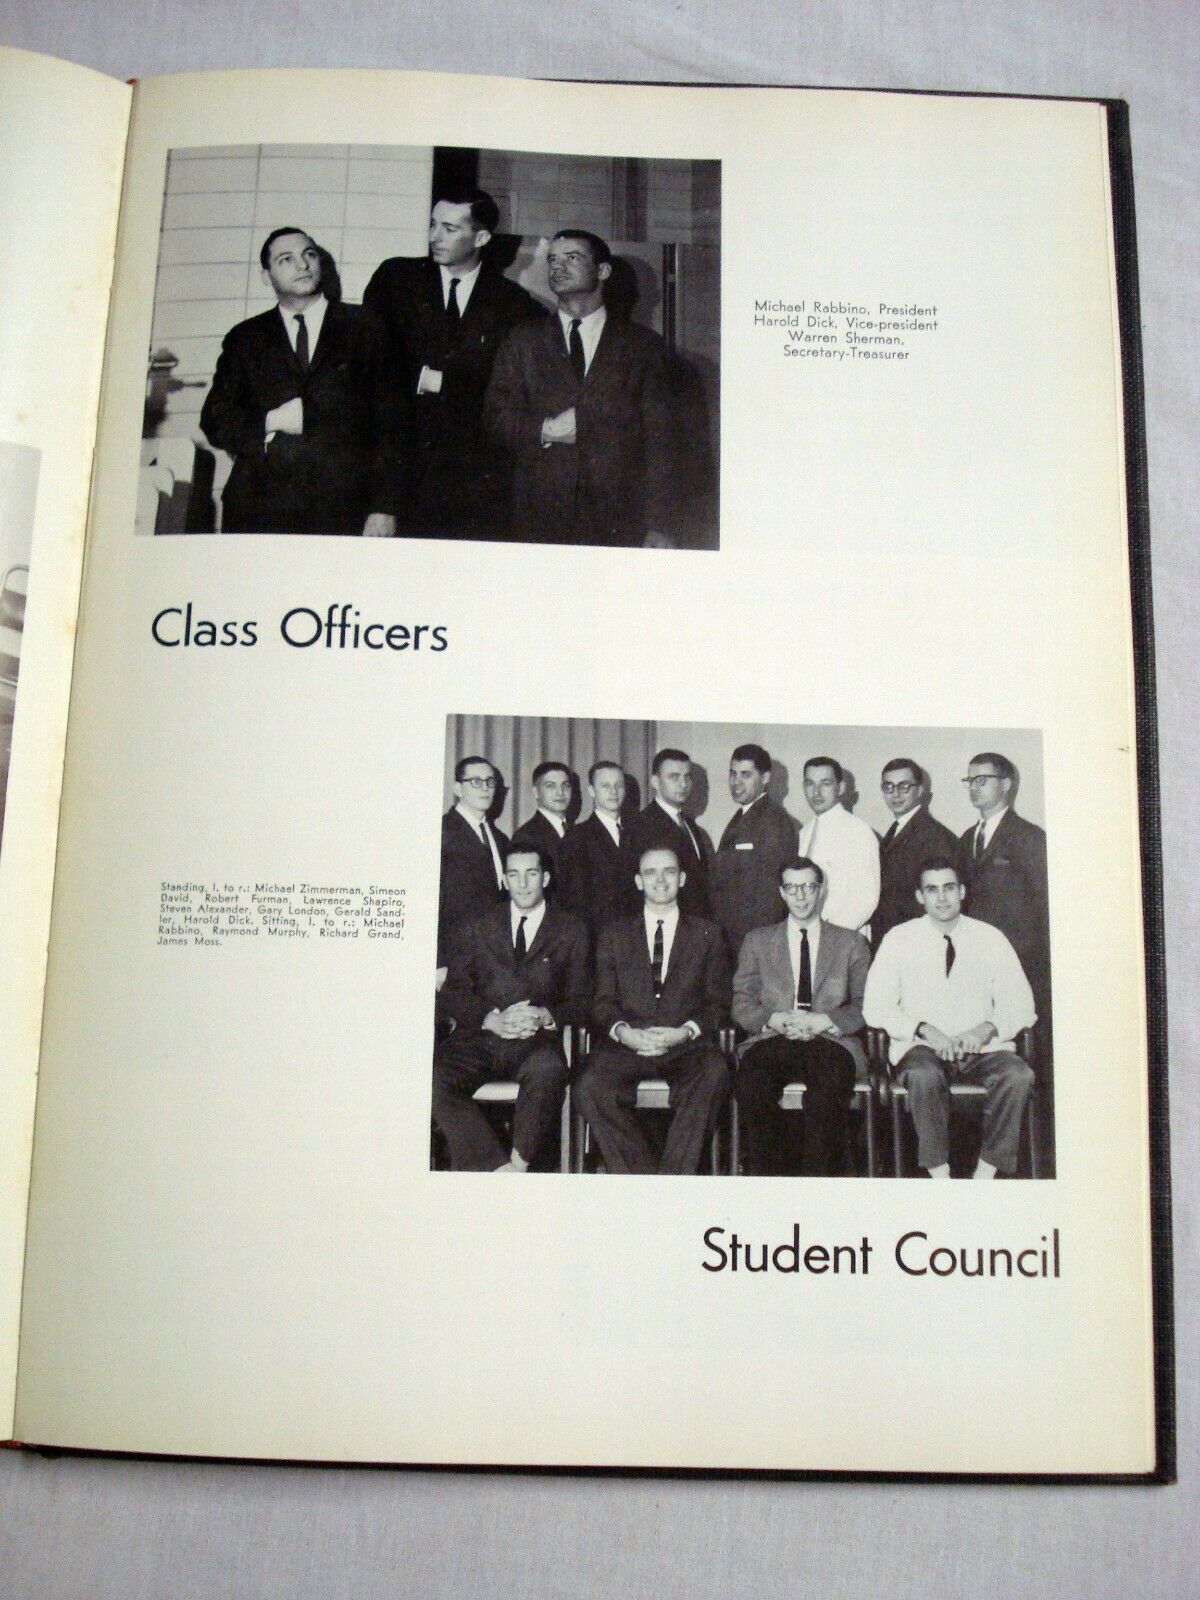 Michael Rabbino, President
Harold Dick, Vice-president
Warren Sherman,
Secretary-Treasurer
Class Officers
Standing, l. to r.: Michael Zimmerman, Simeon
David, Robert Furman, Lawrence Shapiro,
Steven Alexander, Gary London, Gerald Sand-
ler, Harold Dick. Sitting, l. to r.: Michael
Rabbino, Raymond Murphy, Richard Grand,
James Moss.
Student Council